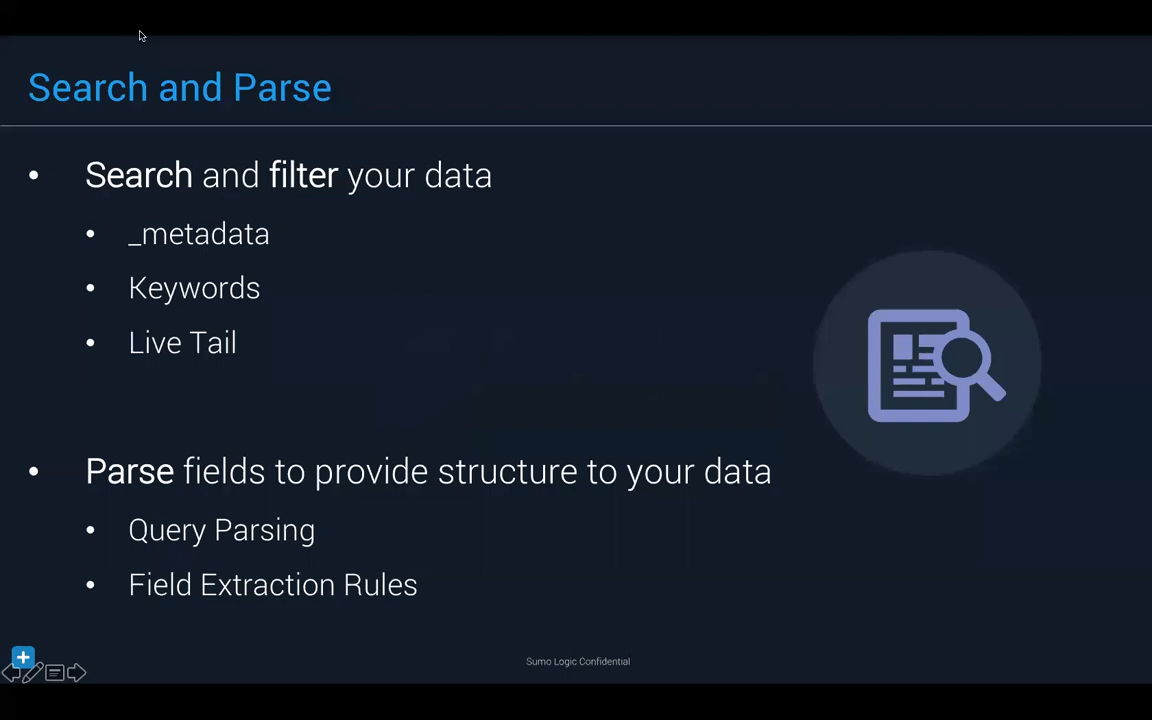 Search and Parse
• Search and filter your data
• _metadata
• Keywords
• Live Tail
• Parse fields to provide structure to your data
• Query Parsing
• Field Extraction Rules
Sumo Logic Confidential